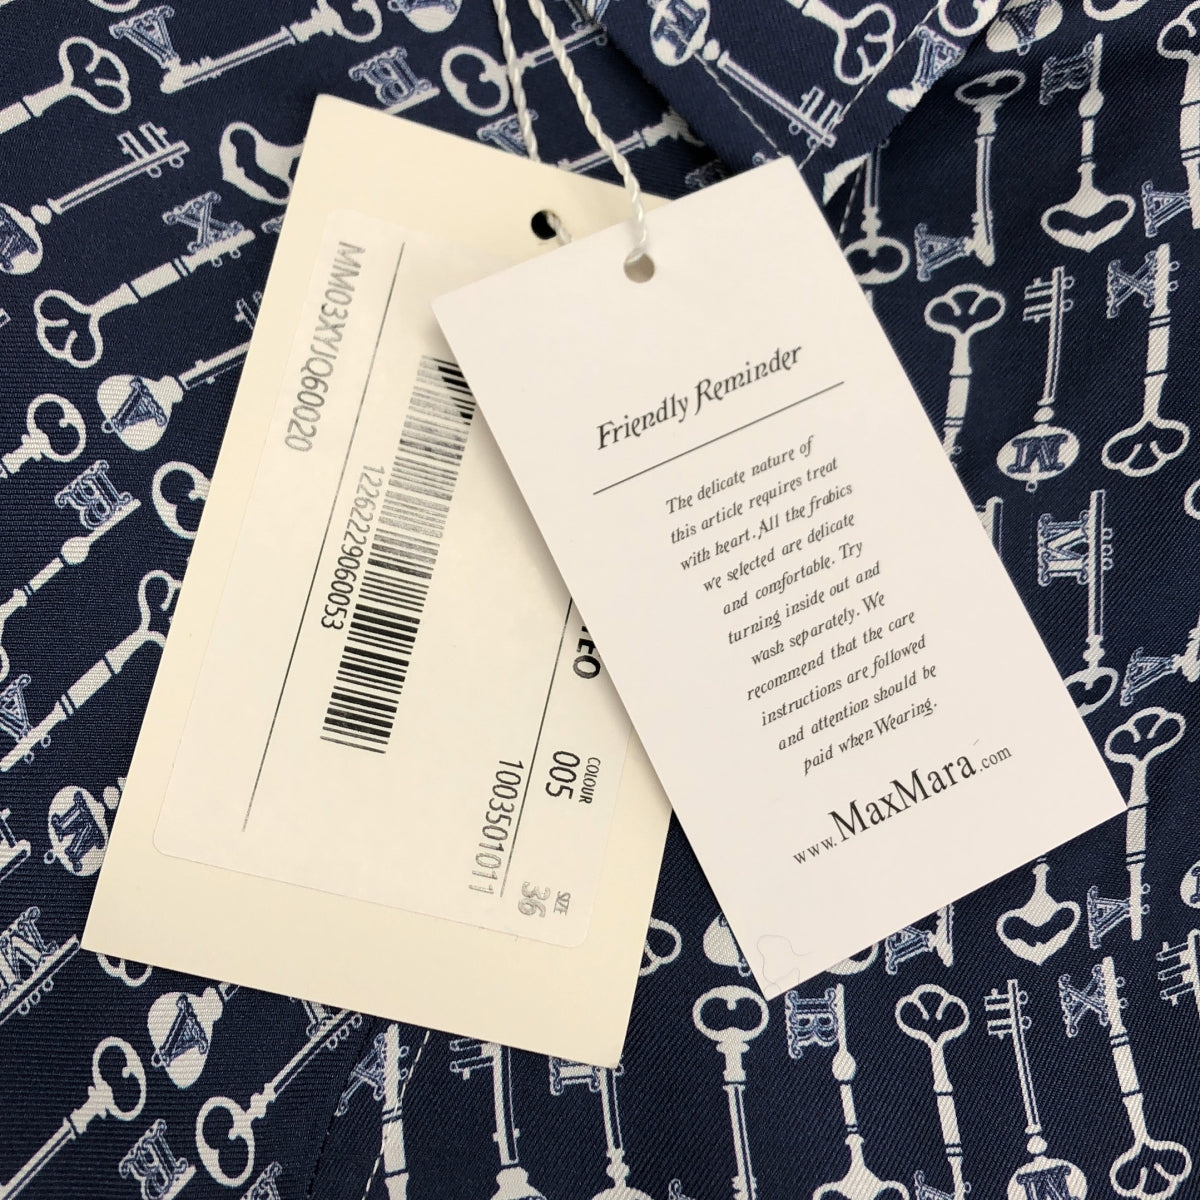 MM03XYJQ60020
12262229060053
TEO
COLOUR
005
1003501011
SIZE
36
Friendly Reminder
The delicate nature of
this article requires treat
with heart. All the frabics
we selected are delicate
and comfortable. Try
turning inside out and
wash separately. We
recommend that the care
instructions are followed
and attention should be
paid when Wearing.
www.MaxMara.com